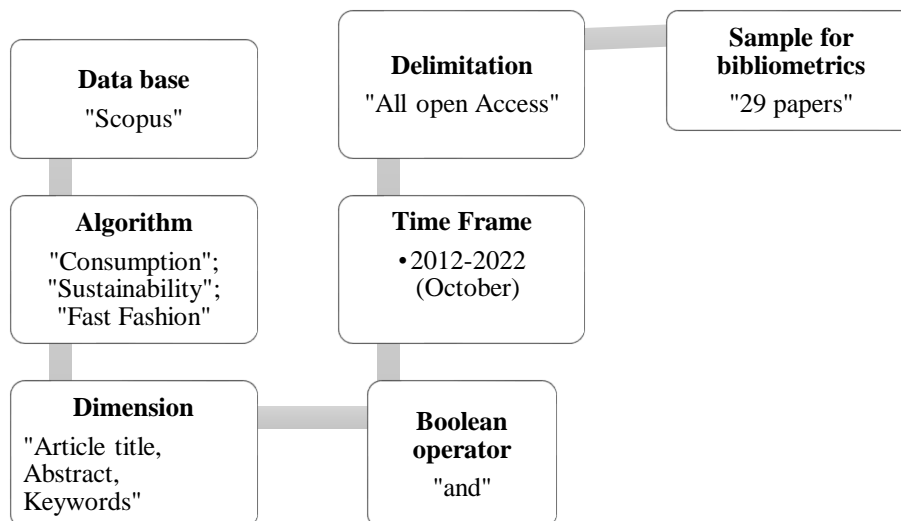 Data base
"Scopus"
Algorithm
"Consumption";
"Sustainability";
"Fast Fashion"
Dimension
"Article title,
Abstract,
Keywords"
Boolean
operator
"and"
Time Frame
•2012-2022
(October)
Delimitation
"All open Access"
Sample for
bibliometrics
"29 papers"